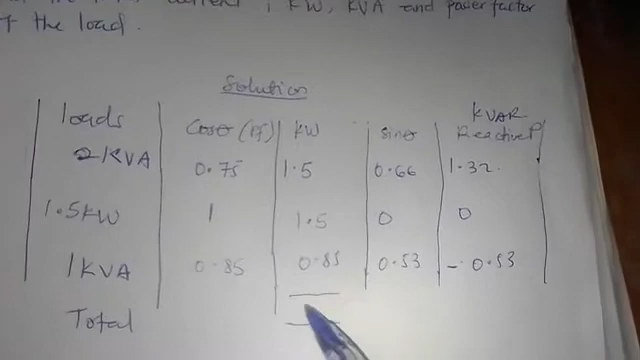 current, KW, KVA and power factor
of the load.
Solution
loads Cosø (Pf) KW sinø KVAR Reactive P
2KVA 0.75 1.5 0.66 1.32
1.5KW 1 1.5 0 0
1KVA 0.85 0.85 0.53 - 0.53
Total